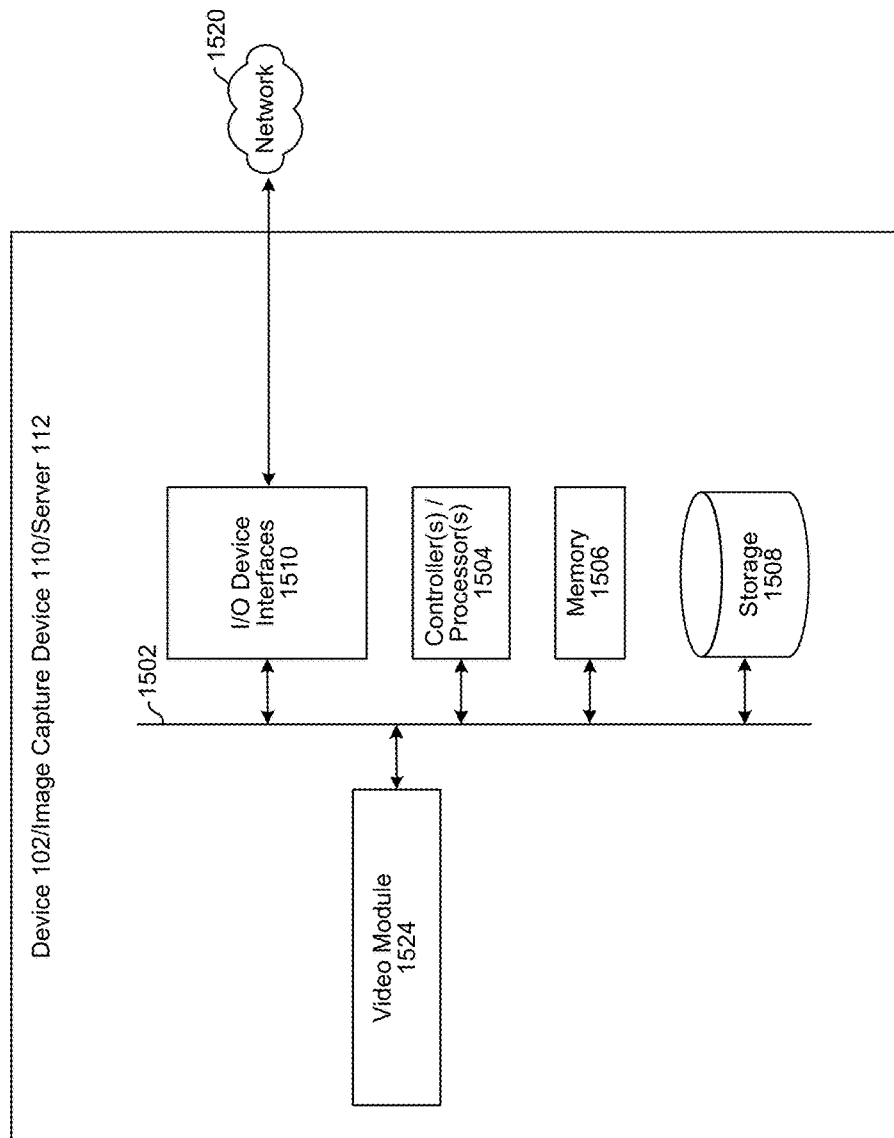 Device 102/Image Capture Device 110/Server 112
1502
I/O Device
Interfaces
1510
Network
1520
Video Module
1524
Controller(s) /
Processor(s)
1504
Memory
1506
Storage
1508